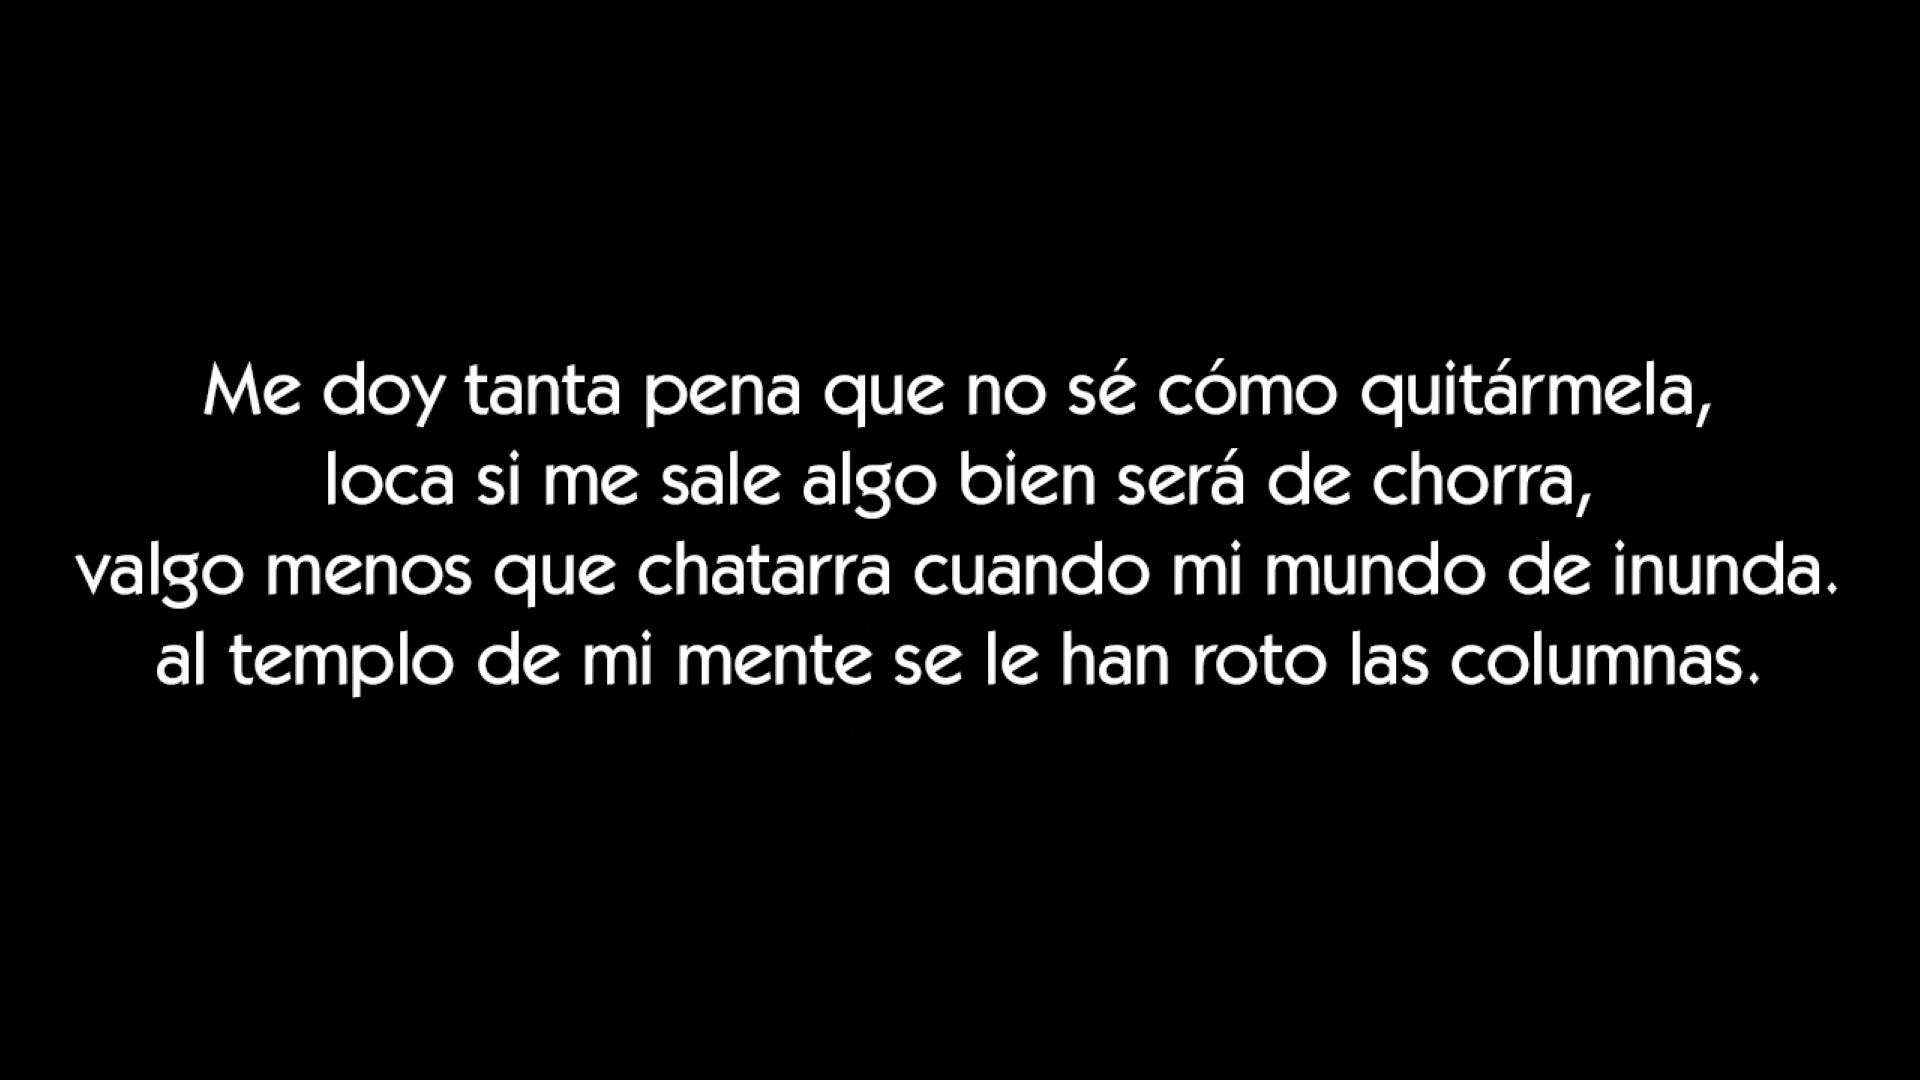 Me doy tanta pena que no sé cómo quitármela,
loca si me sale algo bien será de chorra,
valgo menos que chatarra cuando mi mundo de inunda.
al templo de mi mente se le han roto las columnas.